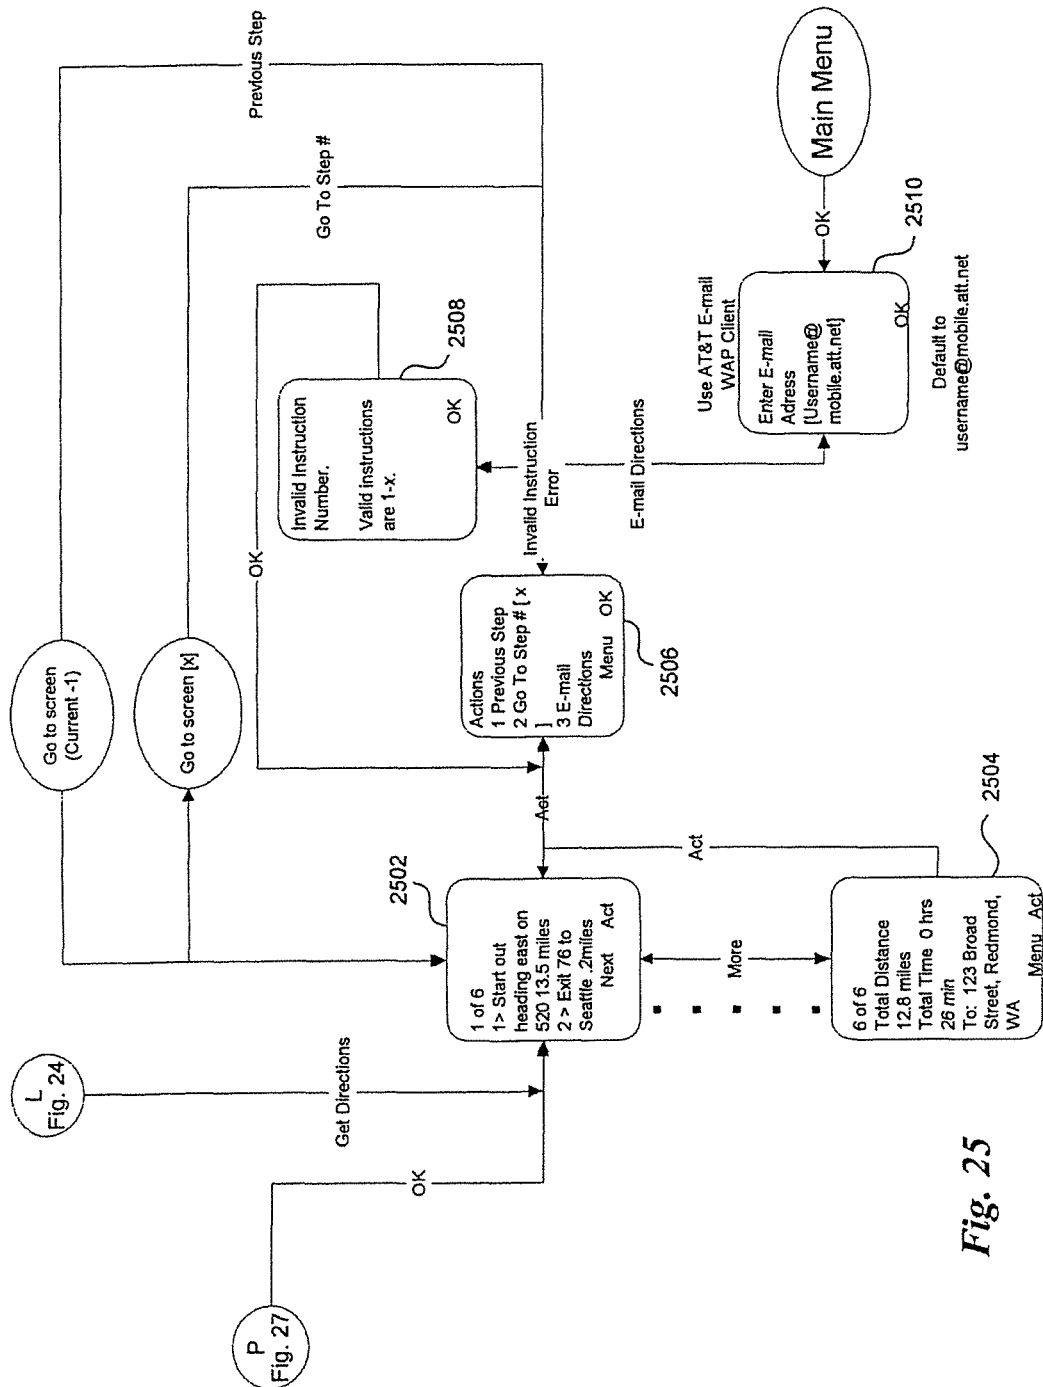 P
Fig. 27
OK
L
Fig. 24
Get Directions
2502
1 of 6
1> Start out
heading east on
520 13.5 miles
2 > Exit 76 to
Seattle .2miles
Next Act
More
6 of 6
Total Distance
12.8 miles
Total Time 0 hrs
26 min
To: 123 Broad
Street, Redmond,
WA
Menu Act
2504
Act
Act
Go to screen
(Current -1)
Go to screen [x]
OK
Actions
1 Previous Step
2 Go To Step # [ x
]
3 E-mail
Directions
Menu OK
2506
Invalid Instruction
Error
Invalid Instruction
Number.
Valid instructions
are 1-x.
OK
2508
E-mail Directions
Go To Step #
Previous Step
Use AT&T E-mail
WAP Client
Enter E-mail
Adress
[Username@
mobile.att.net]
OK
2510
Default to
username@mobile.att.net
OK
Main Menu
Fig. 25